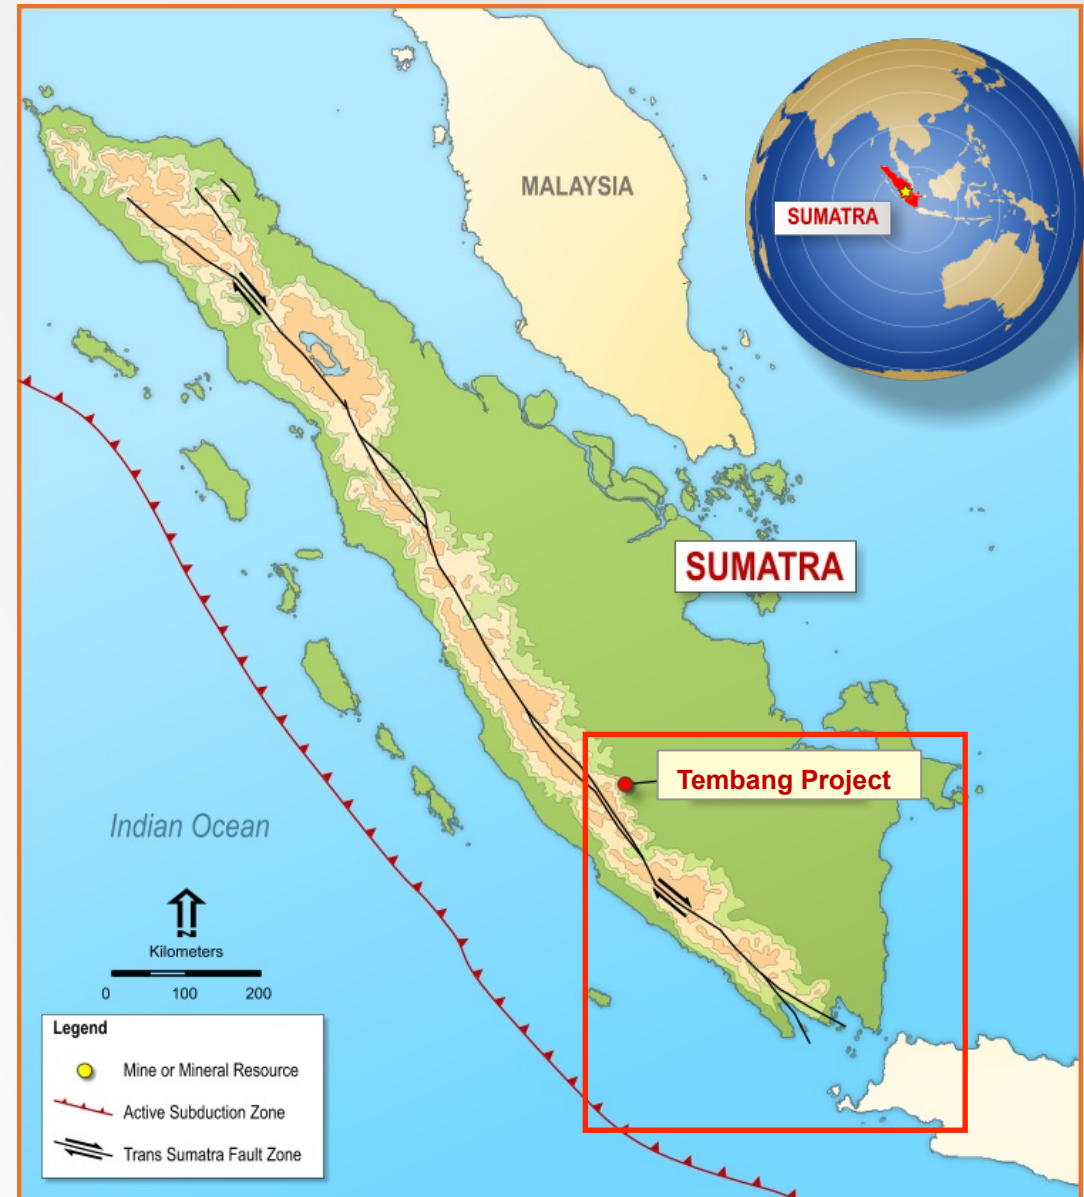 MALAYSIA
SUMATRA
SUMATRA
Tembang Project
Indian Ocean
N
Kilometers
0 100 200
Legend
Mine or Mineral Resource
Active Subduction Zone
Trans Sumatra Fault Zone